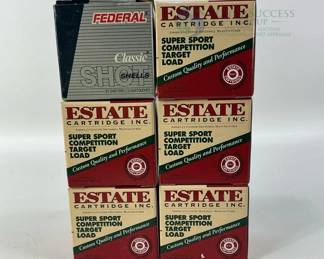 FEDERAL
Classic
SHOT
SHELLS
ESTATE
CARTRIDGE INC.
SUPER SPORT
COMPETITION
TARGET
LOAD
Custom Quality and Performance
ESTATE
CARTRIDGE INC.
SUPER SPORT
COMPETITION
TARGET
LOAD
Custom Quality and Performance
ESTATE
CARTRIDGE INC.
SUPER SPORT
COMPETITION
TARGET
LOAD
Custom Quality and Performance
ESTATE
CARTRIDGE INC.
SUPER SPORT
COMPETITION
TARGET
LOAD
Custom Quality and Performance
ESTATE
CARTRIDGE INC.
SUPER SPORT
COMPETITION
TARGET
LOAD
Custom Quality and Performance